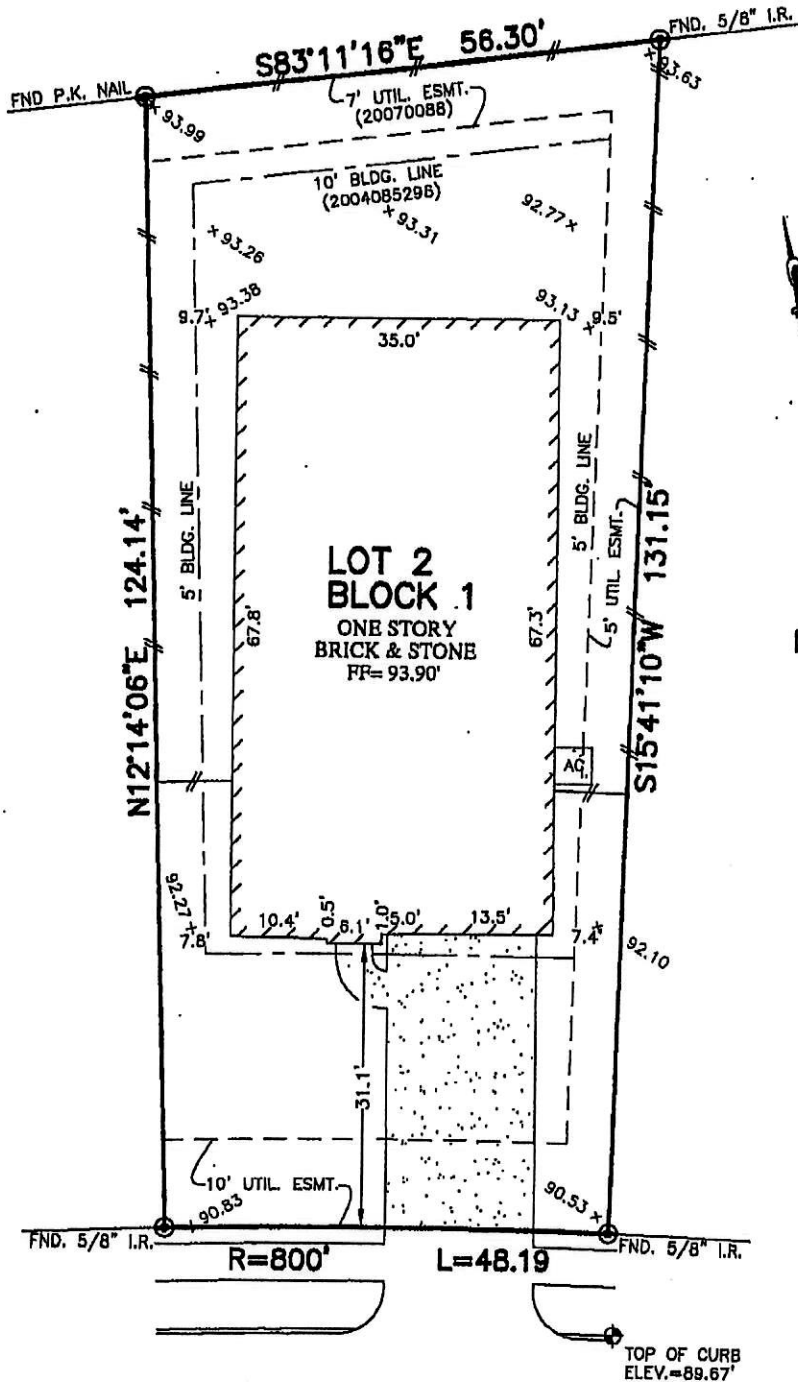 FND. 5/8" I.R.
S83°11'16"E 56.30'
93.63
FND P.K. NAIL
7' UTIL. ESMT.
(20070088)
93.99
10' BLDG. LINE
(2004085298)
92.77
93.31
93.26
93.38
9.7'
93.13
9.5'
35.0'
5' BLDG. LINE
5' BLDG. LINE
N12°14'06"E 124.14'
S15°41'10"W 131.15'
5' UTIL. ESMT.
67.8'
67.3'
LOT 2
BLOCK 1
ONE STORY
BRICK & STONE
FF= 93.90'
AC
92.27
7.8'
10.4'
0.5'
6.1'
1.0'
5.0'
13.5'
7.4'
92.10
31.1'
10' UTIL. ESMT.
90.83
90.53
FND. 5/8" I.R.
FND. 5/8" I.R.
R=800'
L=48.19
TOP OF CURB
ELEV.=89.67'